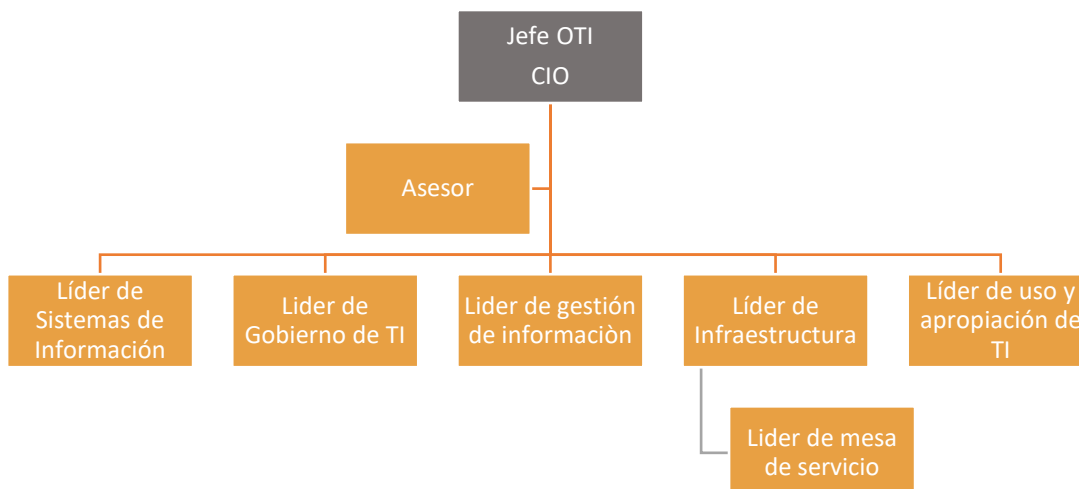 Jefe OTI
CIO
Asesor
Líder de
Sistemas de
Información
Lider de
Gobierno de TI
Lider de gestión
de informaciòn
Líder de
Infraestructura
Líder de uso y
apropiación de
TI
Lider de mesa
de servicio